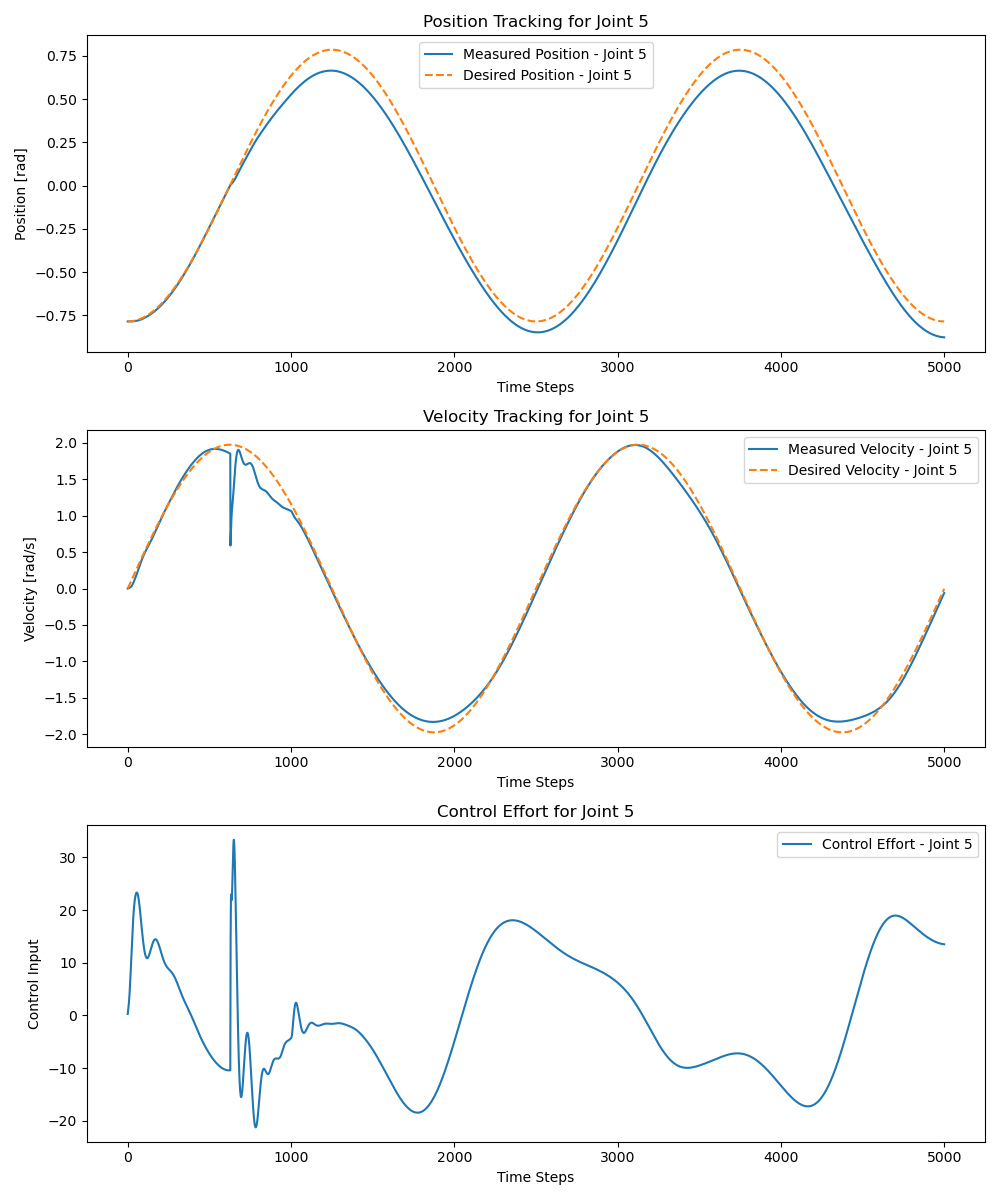 Position Tracking for Joint 5
Position [rad]
0.75
0.50
0.25
0.00
−0.25
−0.50
−0.75
Measured Position - Joint 5
Desired Position - Joint 5
0 1000 2000 3000 4000 5000
Time Steps
Velocity Tracking for Joint 5
Velocity [rad/s]
2.0
1.5
1.0
0.5
0.0
−0.5
−1.0
−1.5
−2.0
Measured Velocity - Joint 5
Desired Velocity - Joint 5
0 1000 2000 3000 4000 5000
Time Steps
Control Effort for Joint 5
Control Input
30
20
10
0
−10
−20
Control Effort - Joint 5
0 1000 2000 3000 4000 5000
Time Steps